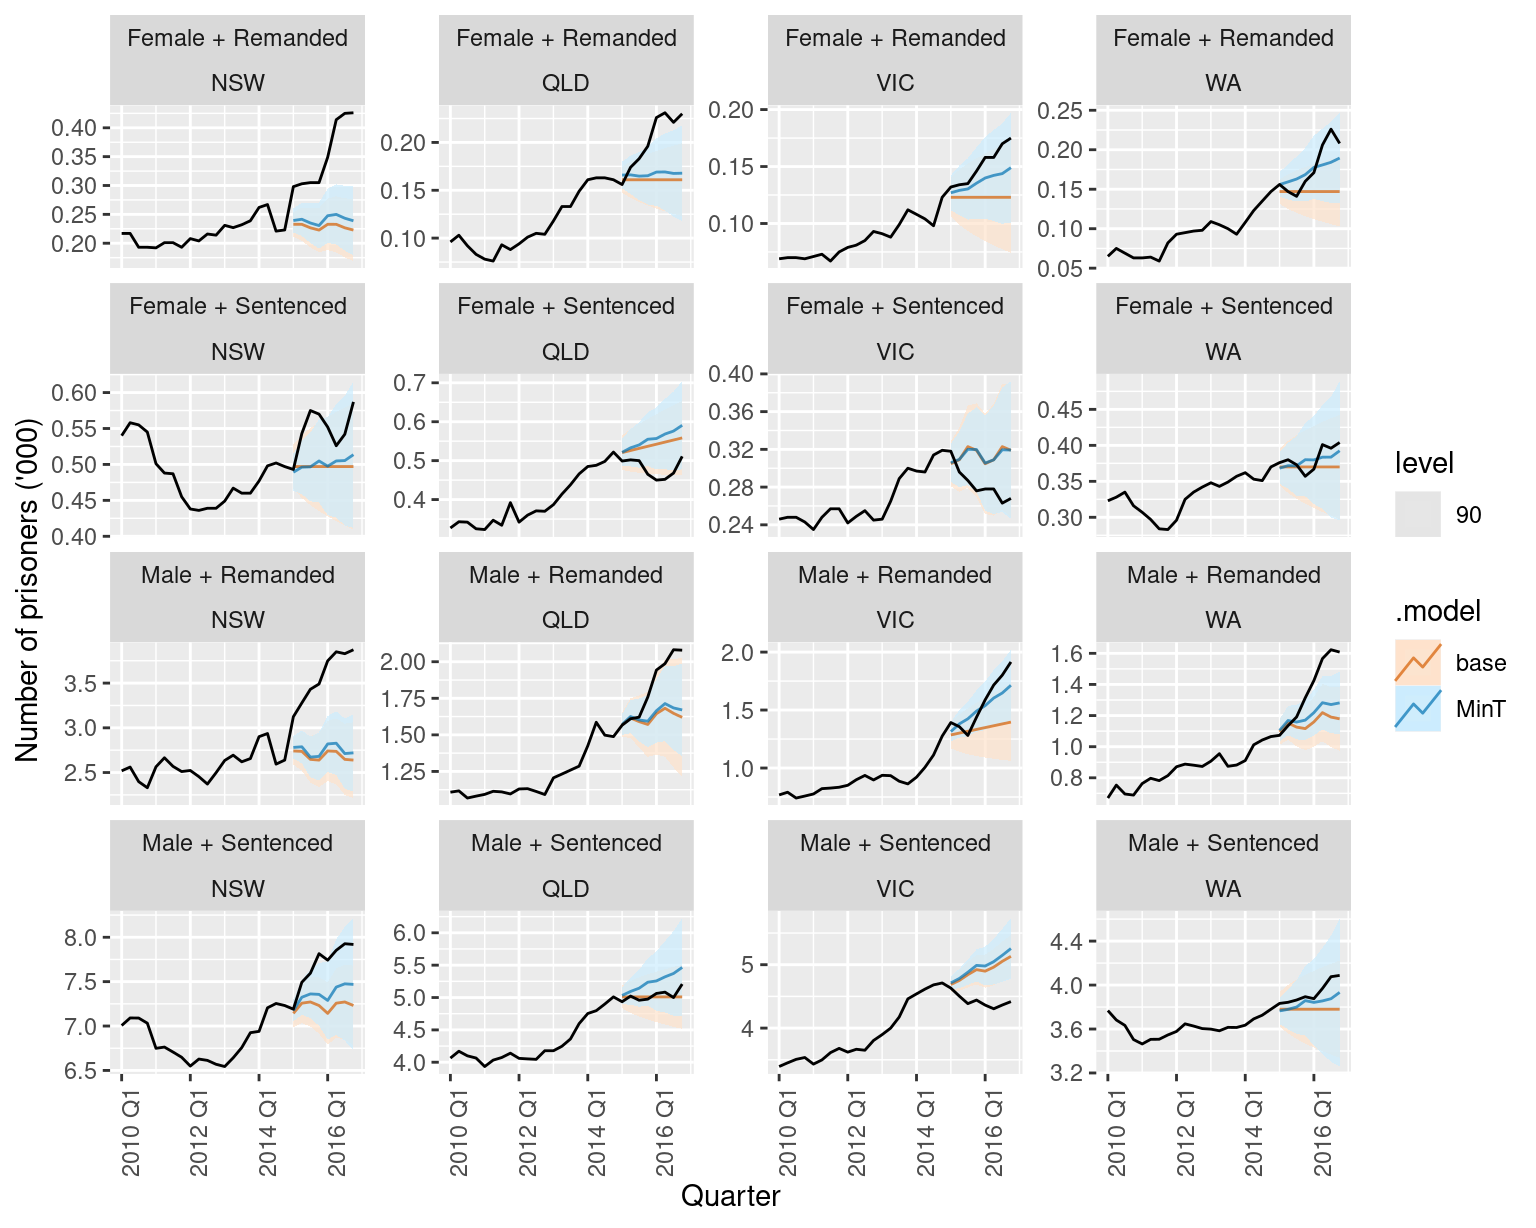 Female + Remanded Female + Remanded Female + Remanded Female + Remanded
NSW QLD VIC WA
0.40 0.35 0.30 0.25 0.20
0.20 0.15 0.10
0.20 0.15 0.10
0.25 0.20 0.15 0.10 0.05
Female + Sentenced Female + Sentenced Female + Sentenced Female + Sentenced
NSW QLD VIC WA
0.60 0.55 0.50 0.45 0.40
0.7 0.6 0.5 0.4
0.40 0.36 0.32 0.28 0.24
0.45 0.40 0.35 0.30
Male + Remanded Male + Remanded Male + Remanded Male + Remanded
NSW QLD VIC WA
3.5 3.0 2.5
2.00 1.75 1.50 1.25
2.0 1.5 1.0
1.6 1.4 1.2 1.0 0.8
Male + Sentenced Male + Sentenced Male + Sentenced Male + Sentenced
NSW QLD VIC WA
8.0 7.5 7.0 6.5
6.0 5.5 5.0 4.5 4.0
5 4
4.4 4.0 3.6 3.2
2010 Q1 2012 Q1 2014 Q1 2016 Q1 2010 Q1 2012 Q1 2014 Q1 2016 Q1 2010 Q1 2012 Q1 2014 Q1 2016 Q1 2010 Q1 2012 Q1 2014 Q1 2016 Q1
Quarter
Number of prisoners ('000)
level
90
.model
base
MinT